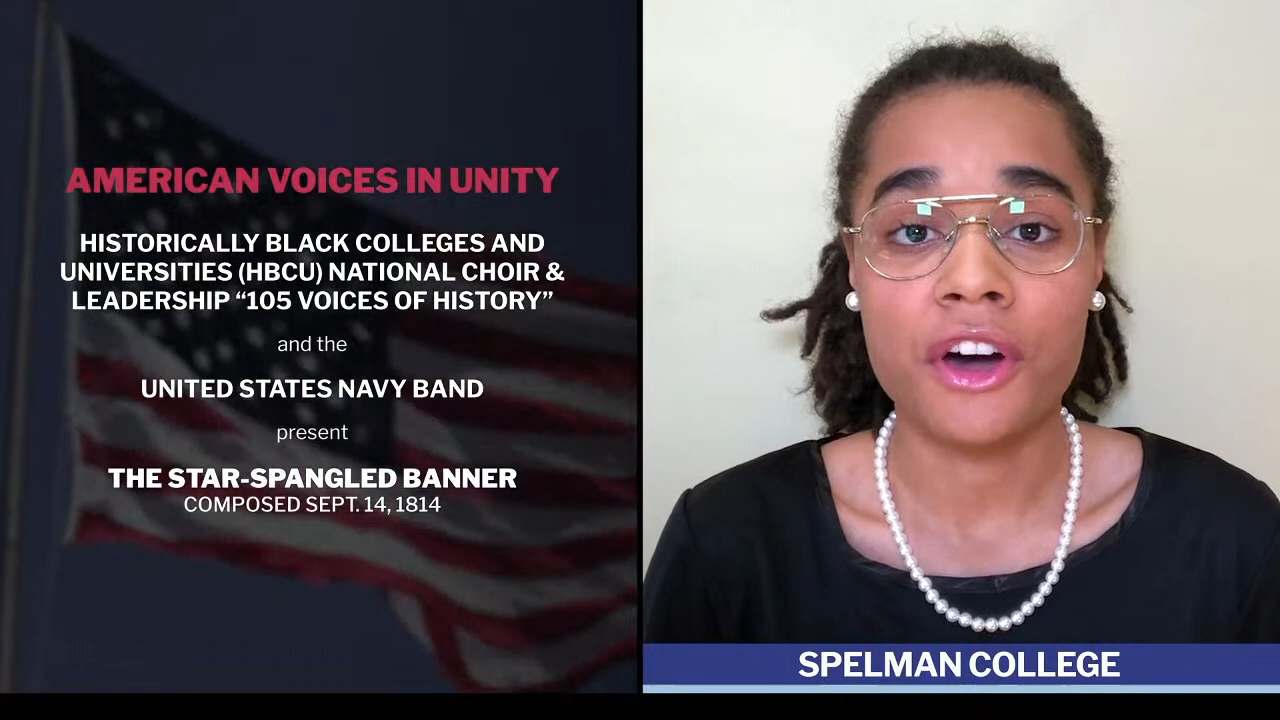 AMERICAN VOICES IN UNITY
HISTORICALLY BLACK COLLEGES AND
UNIVERSITIES (HBCU) NATIONAL CHOIR &
LEADERSHIP “105 VOICES OF HISTORY”
and the
UNITED STATES NAVY BAND
present
THE STAR-SPANGLED BANNER
COMPOSED SEPT. 14, 1814
SPELMAN COLLEGE